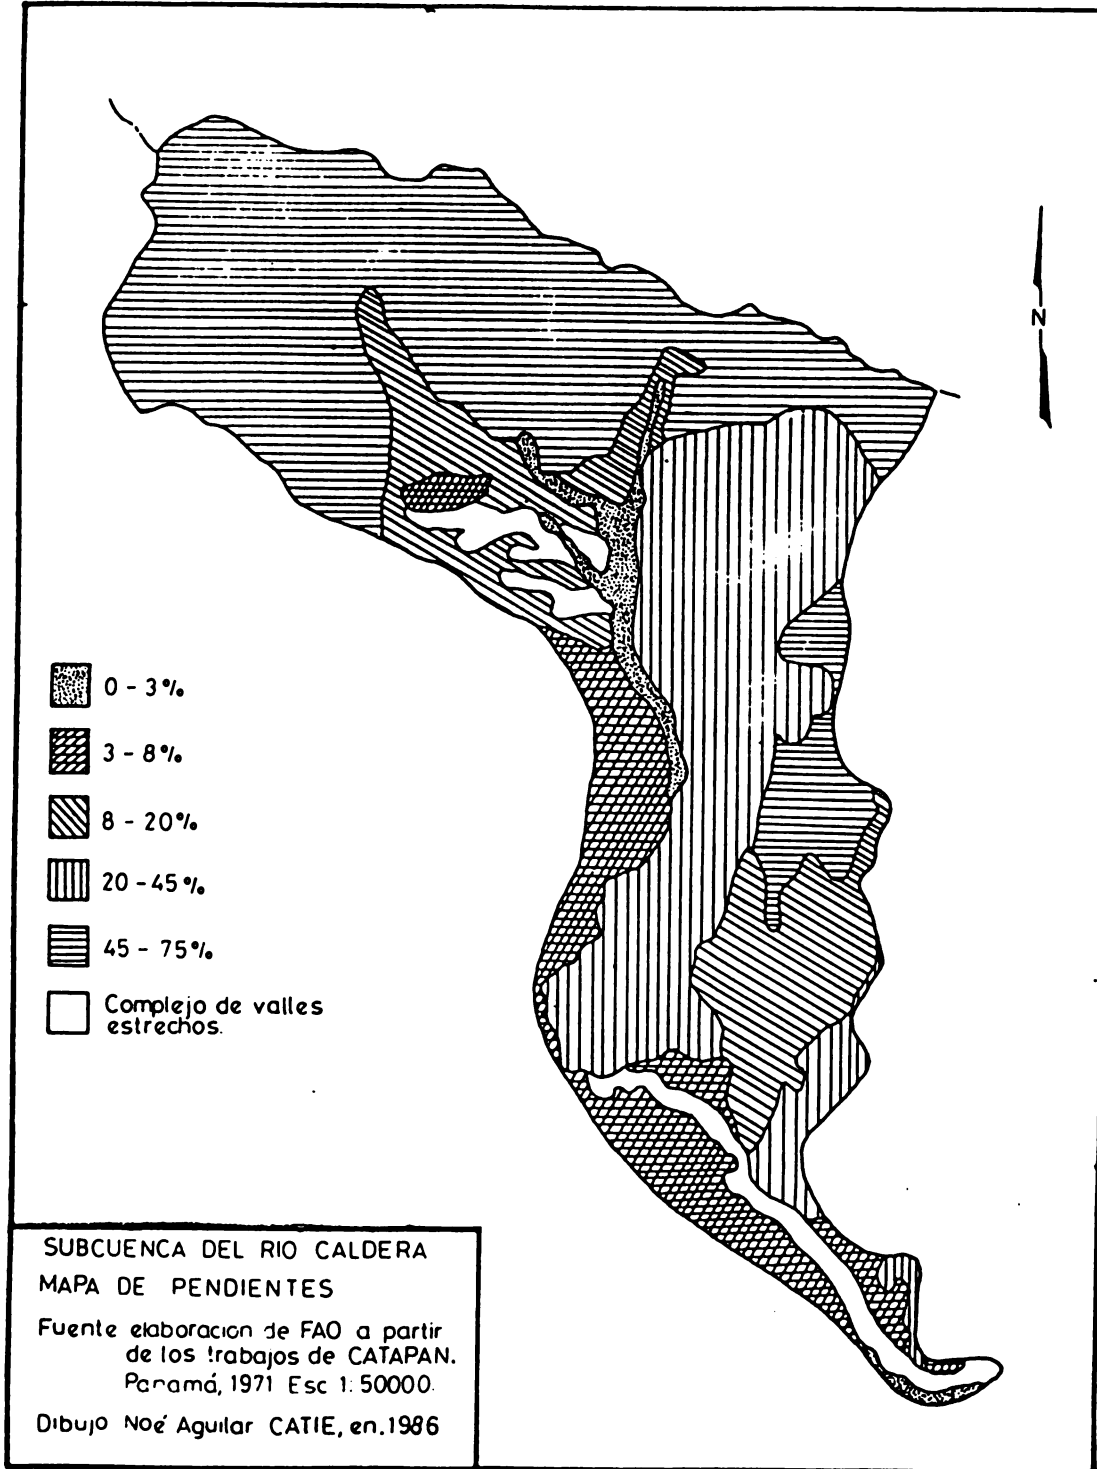 N
0 - 3%
3 - 8%
8 - 20%
20 - 45%
45 - 75%
Complejo de valles
estrechos.
SUBCUENCA DEL RIO CALDERA
MAPA DE PENDIENTES
Fuente elaboracion de FAO a partir
de los trabajos de CATAPAN.
Panamá, 1971 Esc 1: 50000.
Dibujo Noé Aguilar CATIE, en. 1986